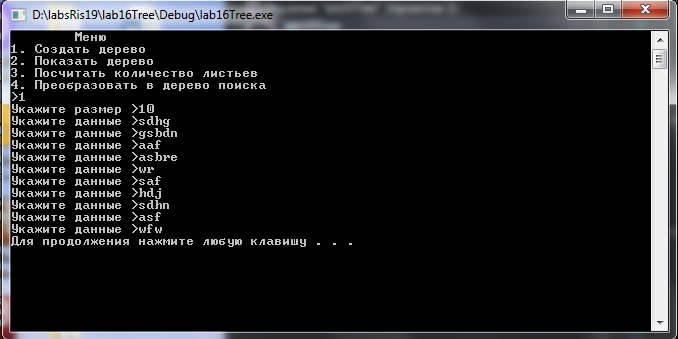 D:\labsRis19\lab16Tree\Debug\lab16Tree.exe
Меню
1. Создать дерево
2. Показать дерево
3. Посчитать количество листьев
4. Преобразовать в дерево поиска
>1
Укажите размер >10
Укажите данные >sdhg
Укажите данные >gsbdn
Укажите данные >aaf
Укажите данные >asbre
Укажите данные >wr
Укажите данные >saf
Укажите данные >hdj
Укажите данные >sdhn
Укажите данные >asf
Укажите данные >wfw
Для продолжения нажмите любую клавишу . . .